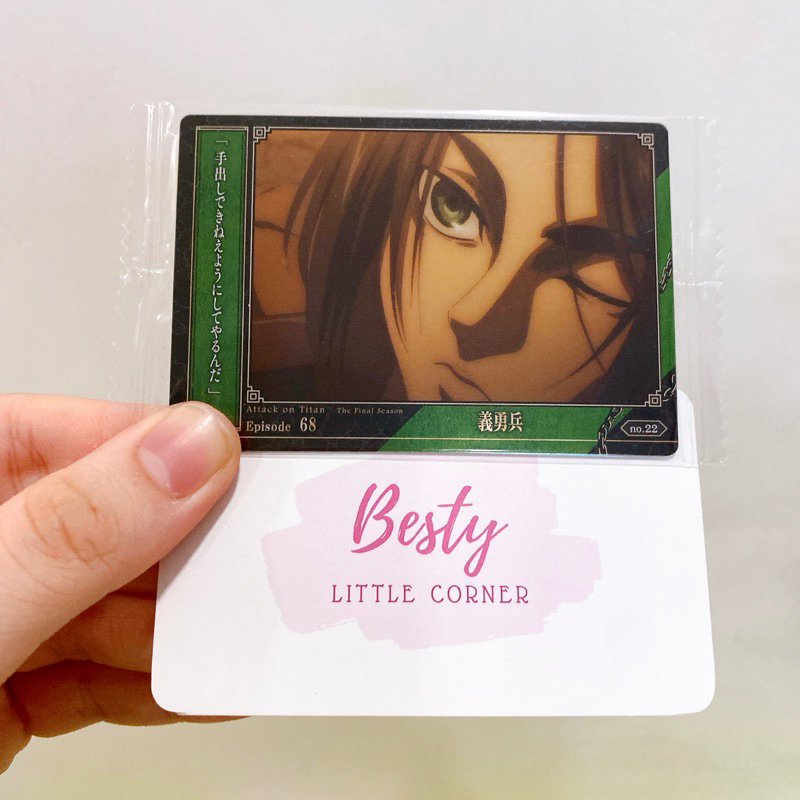 「手出しできねぇようにしてやるんだ」
Attack on Titan The Final Season
Episode 68
義勇兵
no.22
Besty
LITTLE CORNER